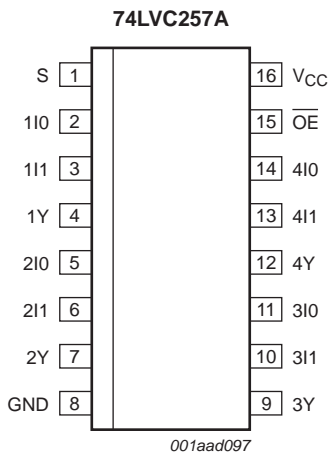 74LVC257A
S 1 16 VCC
1I0 2 15 OE
1I1 3 14 4I0
1Y 4 13 4I1
2I0 5 12 4Y
2I1 6 11 3I0
2Y 7 10 3I1
GND 8 9 3Y
001aad097